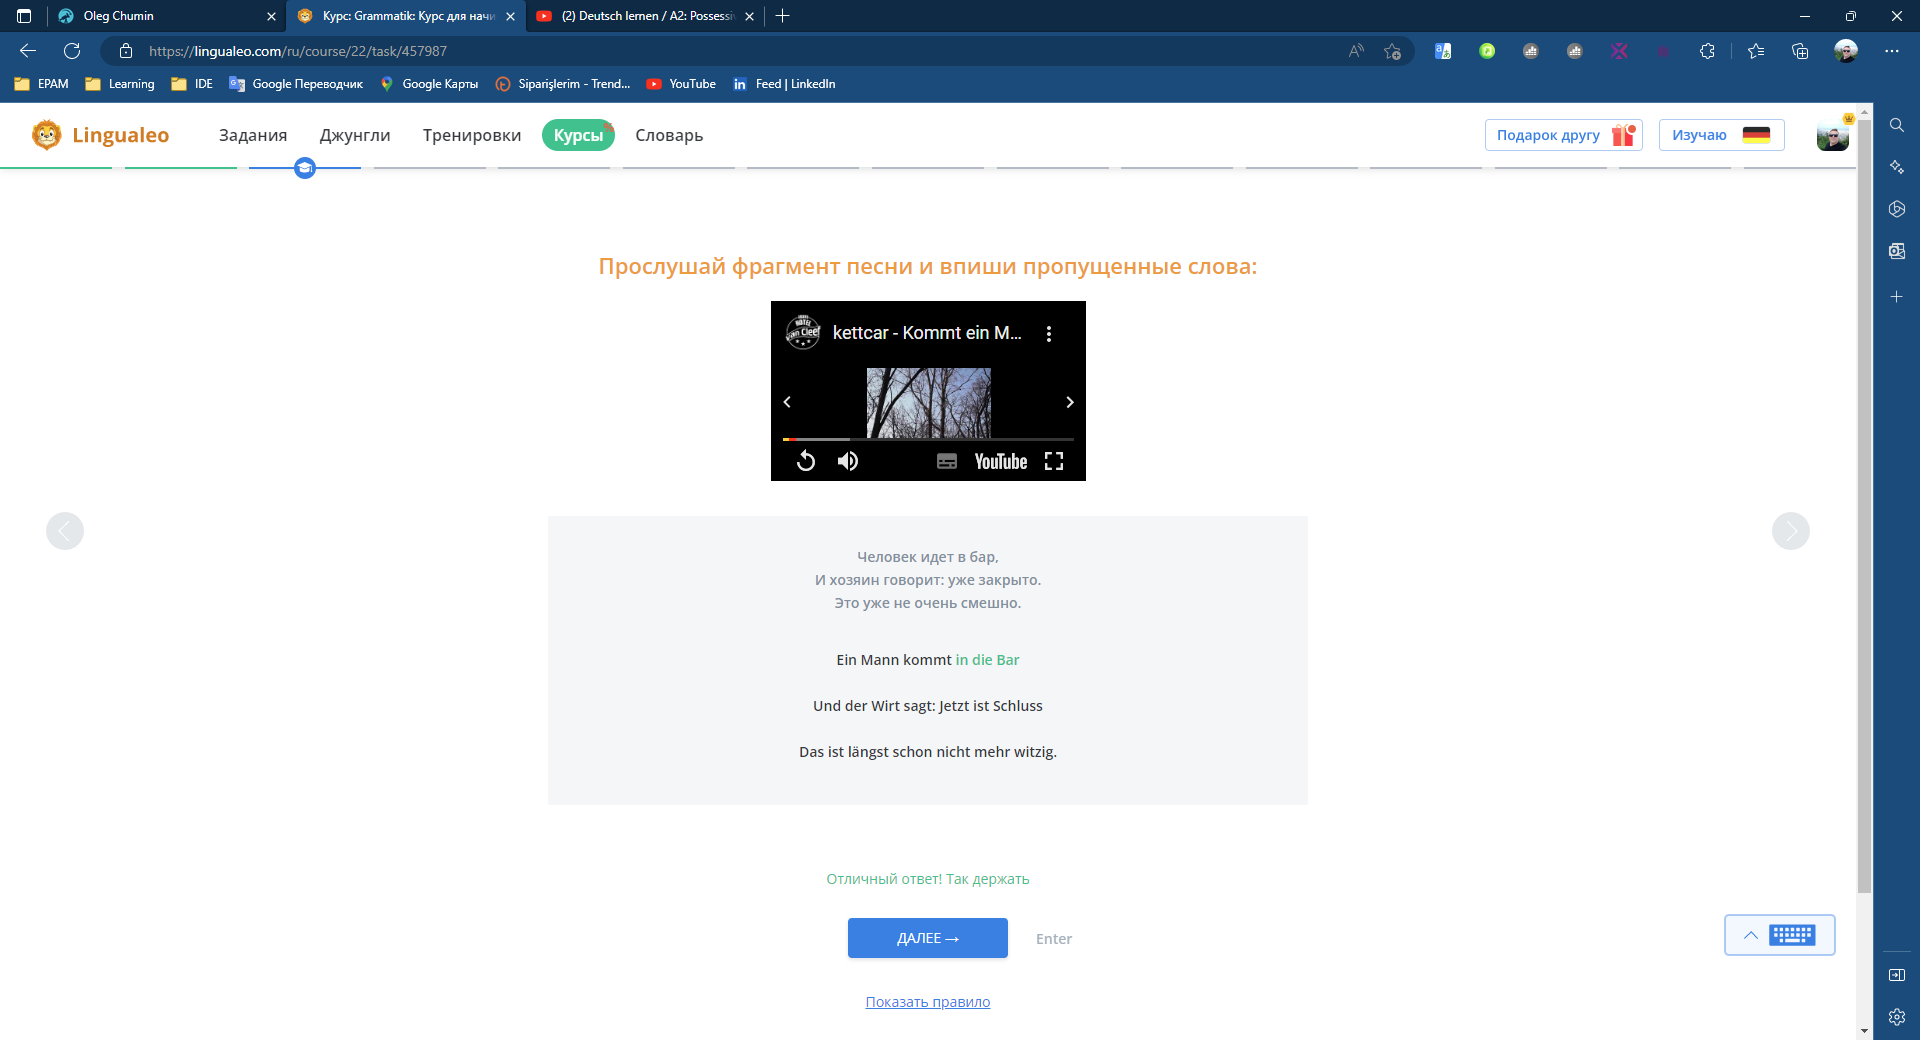 Oleg Chumin
Курс: Grammatik: Курс для начи
(2) Deutsch lernen / A2: Possessi
https://lingualeo.com/ru/course/22/task/457987
EPAM
Learning
IDE
Google Переводчик
Google Карты
Siparişlerim - Trend...
YouTube
Feed | LinkedIn
Lingualeo
Задания
Джунгли
Тренировки
Курсы
Словарь
Подарок другу
Изучаю
Прослушай фрагмент песни и впиши пропущенные слова:
HOTEL
van Cleef
kettcar - Kommt ein M...
YouTube
Человек идет в бар,
И хозяин говорит: уже закрыто.
Это уже не очень смешно.
Ein Mann kommt in die Bar
Und der Wirt sagt: Jetzt ist Schluss
Das ist längst schon nicht mehr witzig.
Отличный ответ! Так держать
ДАЛЕЕ →
Enter
Показать правило